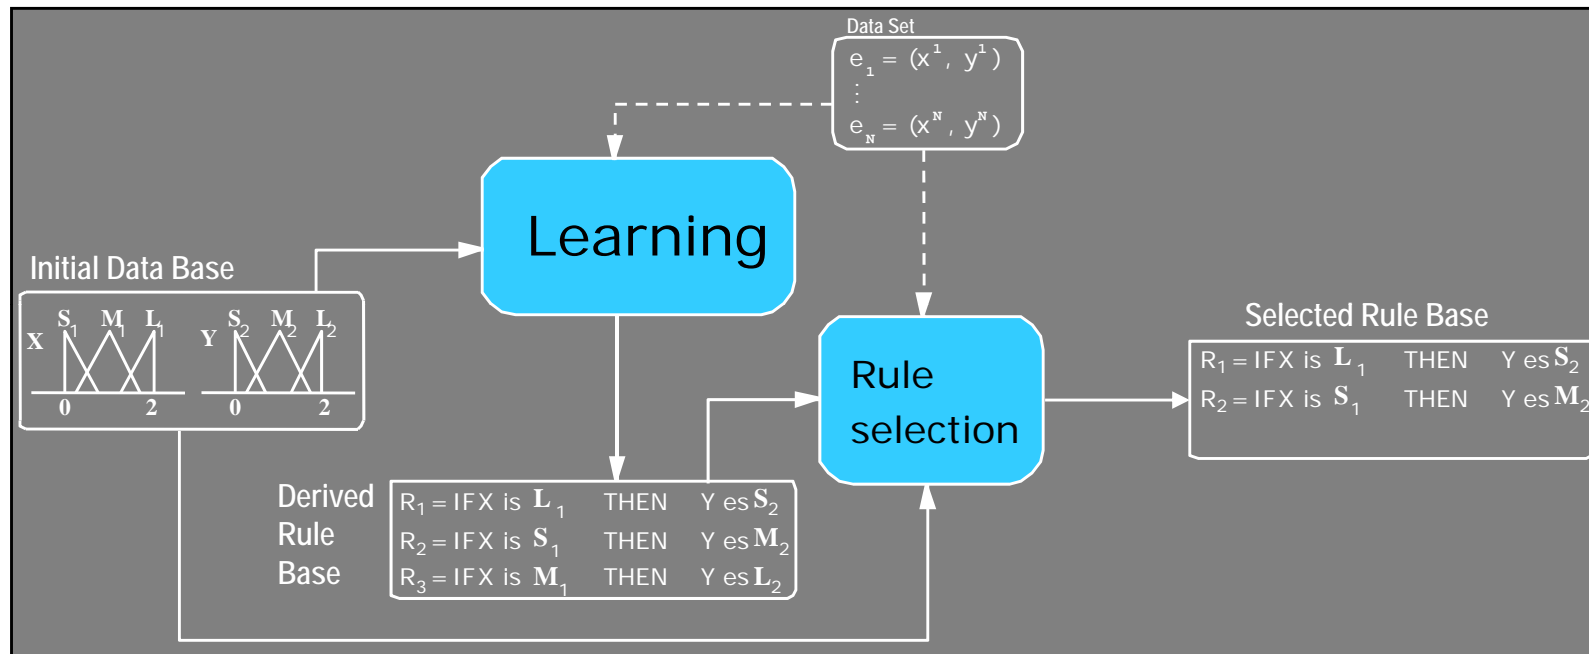 Data Set
e₁ = (x¹, y¹)
⋮
e_N = (x^N, y^N)
Learning
Initial Data Base
S₁ M₁ L₁
X
0 2
S₂ M₂ L₂
Y
0 2
Rule
selection
Selected Rule Base
R₁ = IF X is L₁ THEN Y es S₂
R₂ = IF X is S₁ THEN Y es M₂
Derived
Rule
Base
R₁ = IF X is L₁ THEN Y es S₂
R₂ = IF X is S₁ THEN Y es M₂
R₃ = IF X is M₁ THEN Y es L₂